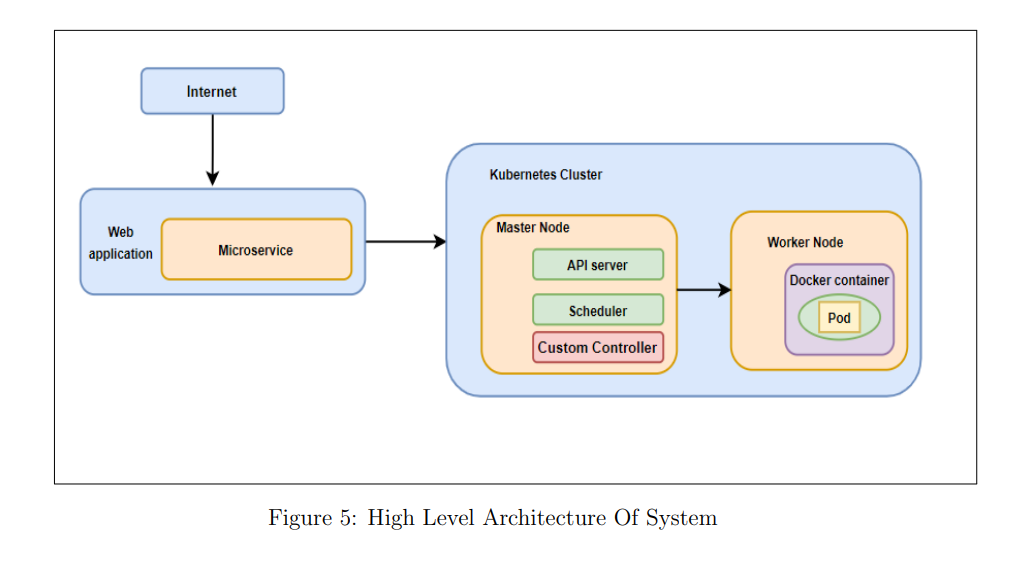 Internet
Web
application
Microservice
Kubernetes Cluster
Master Node
API server
Scheduler
Custom Controller
Worker Node
Docker container
Pod
Figure 5: High Level Architecture Of System